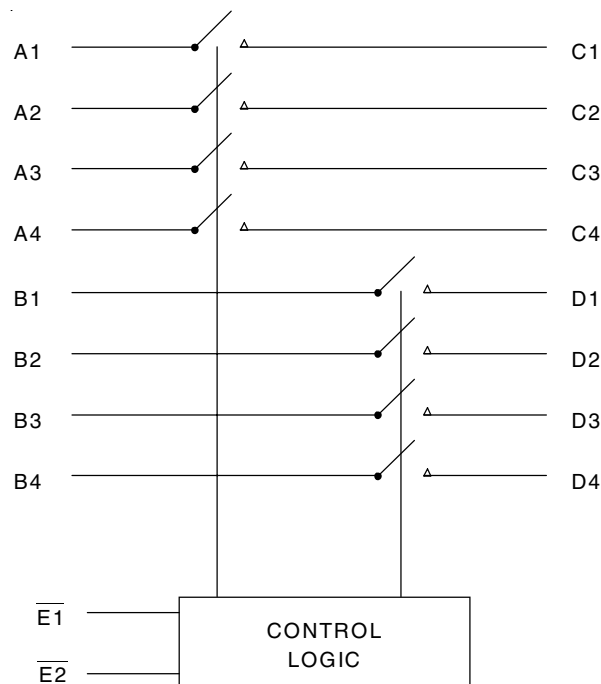 A1 C1
A2 C2
A3 C3
A4 C4
B1 D1
B2 D2
B3 D3
B4 D4
E1
CONTROL
LOGIC
E2